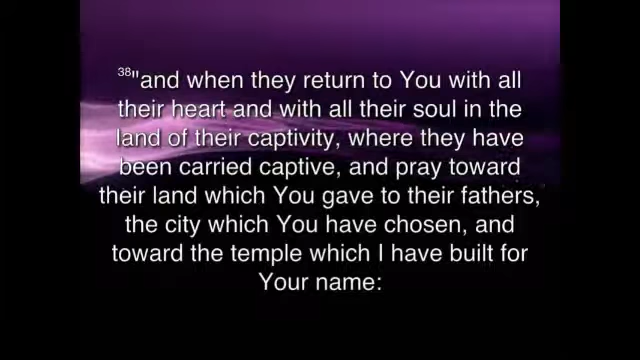 38"and when they return to You with all
their heart and with all their soul in the
land of their captivity, where they have
been carried captive, and pray toward
their land which You gave to their fathers,
the city which You have chosen, and
toward the temple which I have built for
Your name: